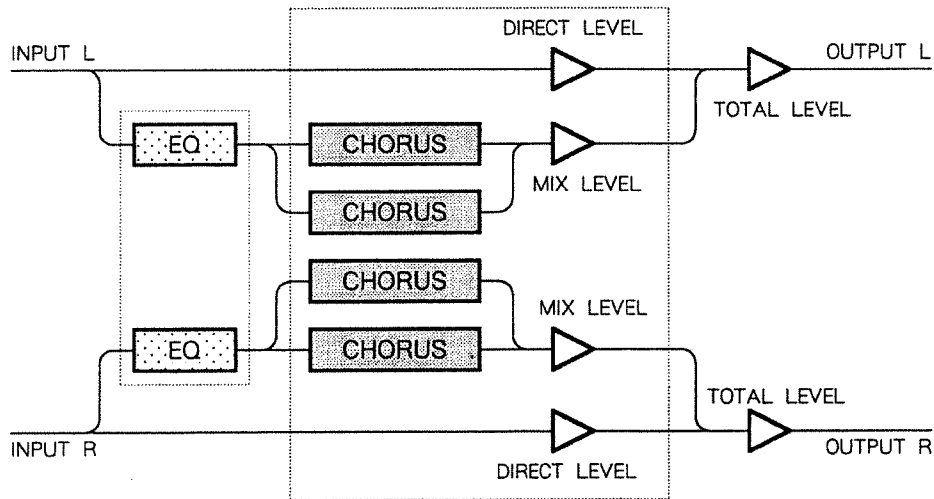 DIRECT LEVEL
INPUT L
OUTPUT L
TOTAL LEVEL
EQ
CHORUS
MIX LEVEL
CHORUS
CHORUS
MIX LEVEL
EQ
CHORUS
TOTAL LEVEL
INPUT R
OUTPUT R
DIRECT LEVEL